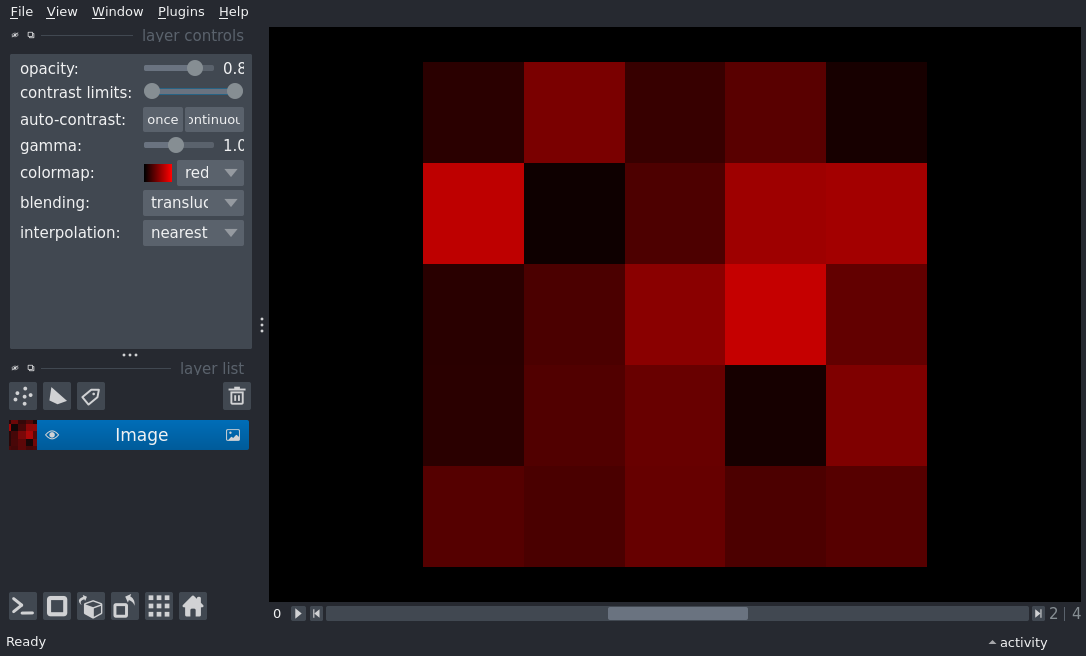 File View Window Plugins Help
layer controls
opacity: 0.8
contrast limits:
auto-contrast: once ontinuou
gamma: 1.0
colormap: red
blending: transluc
interpolation: nearest
layer list
Image
0 2 | 4
Ready activity